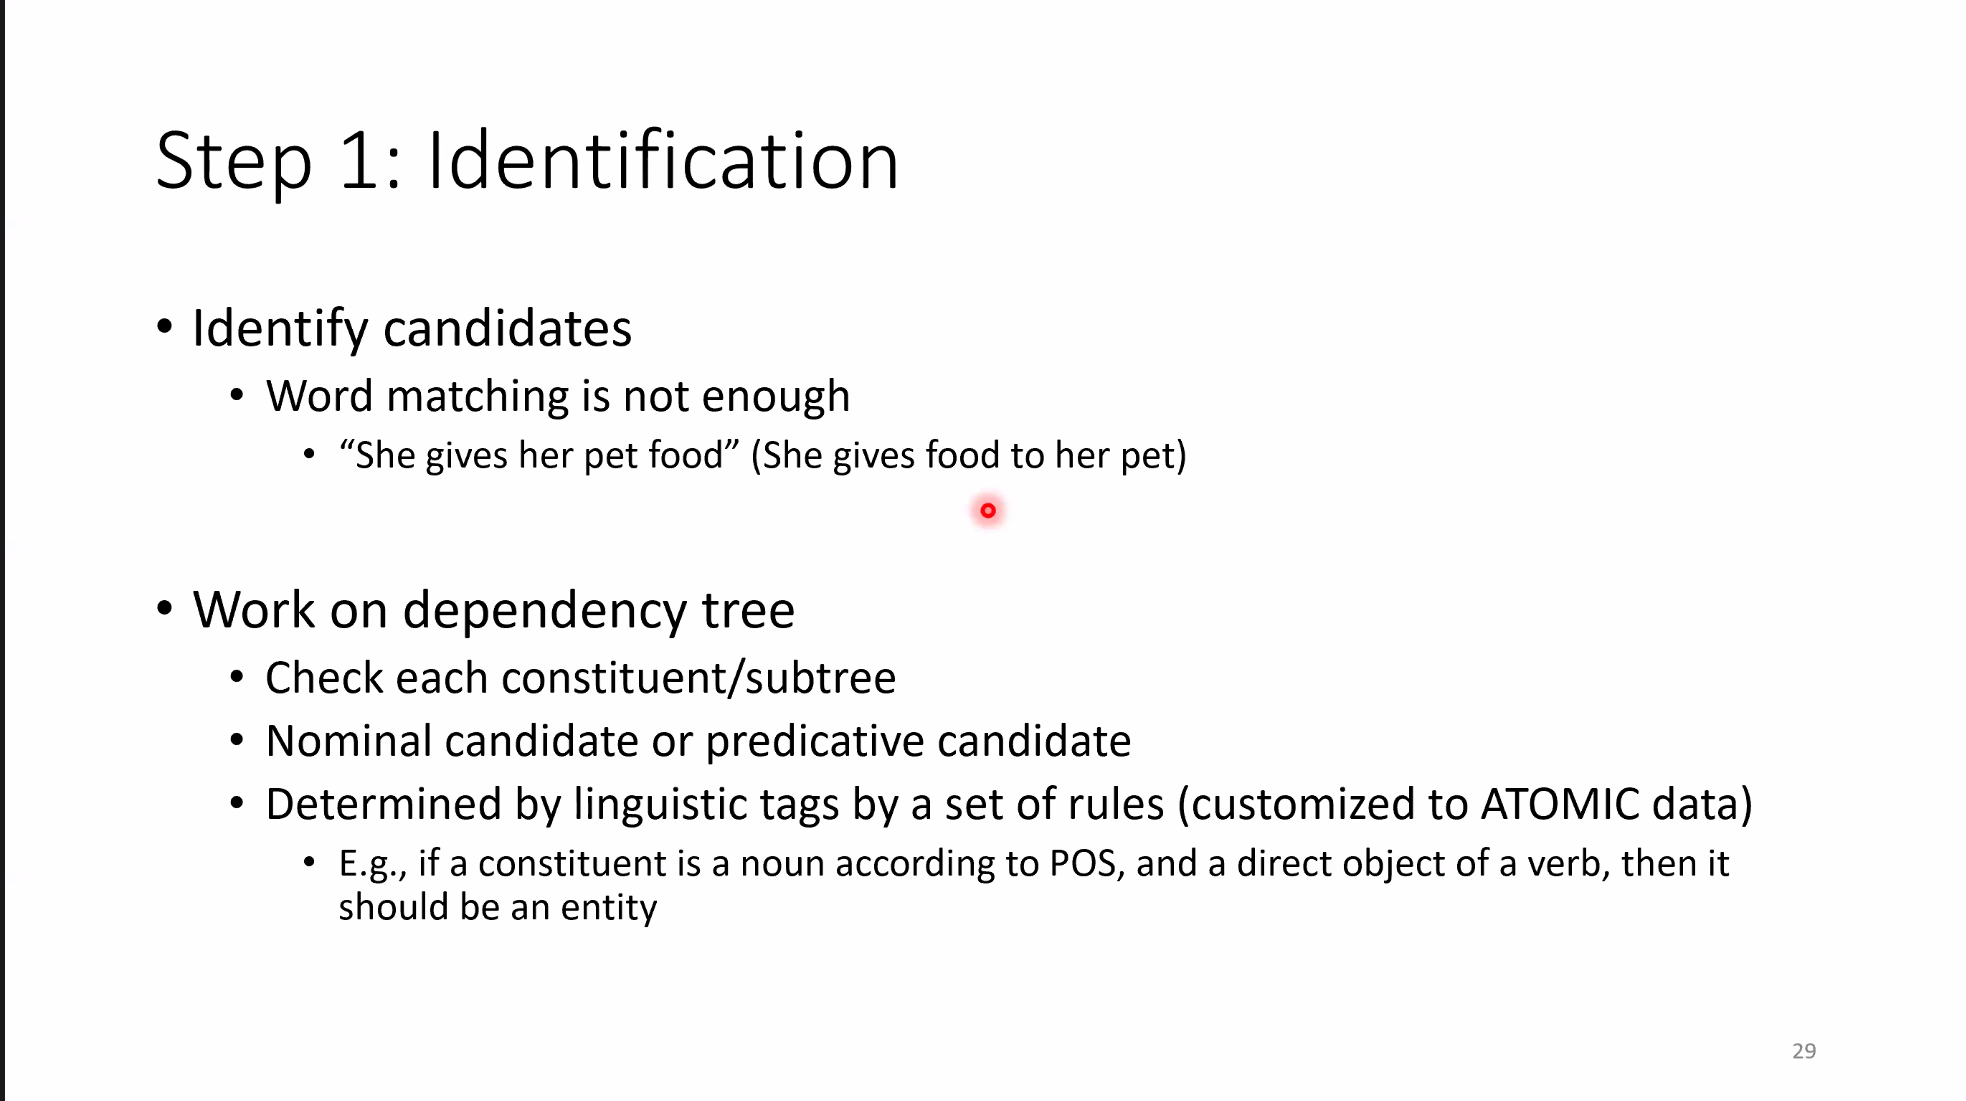 Step 1: Identification
• Identify candidates
• Word matching is not enough
• “She gives her pet food” (She gives food to her pet)
• Work on dependency tree
• Check each constituent/subtree
• Nominal candidate or predicative candidate
• Determined by linguistic tags by a set of rules (customized to ATOMIC data)
• E.g., if a constituent is a noun according to POS, and a direct object of a verb, then it
should be an entity
29